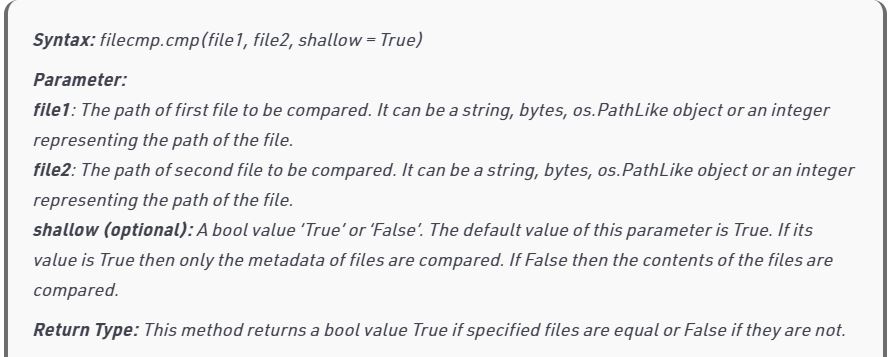 Syntax: filecmp.cmp(file1, file2, shallow = True)
Parameter:
file1: The path of first file to be compared. It can be a string, bytes, os.PathLike object or an integer
representing the path of the file.
file2: The path of second file to be compared. It can be a string, bytes, os.PathLike object or an integer
representing the path of the file.
shallow (optional): A bool value ‘True’ or ‘False’. The default value of this parameter is True. If its
value is True then only the metadata of files are compared. If False then the contents of the files are
compared.
Return Type: This method returns a bool value True if specified files are equal or False if they are not.